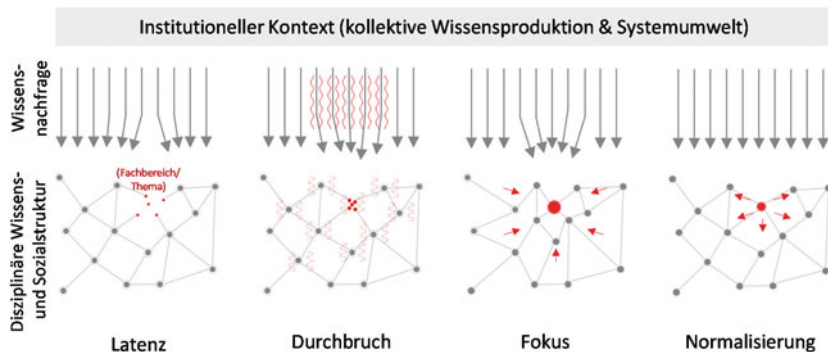 Institutioneller Kontext (kollektive Wissensproduktion & Systemumwelt)
Wissens-
nachfrage
Disziplinäre Wissens-
und Sozialstruktur
(Fachbereich/
Thema)
Latenz
Durchbruch
Fokus
Normalisierung